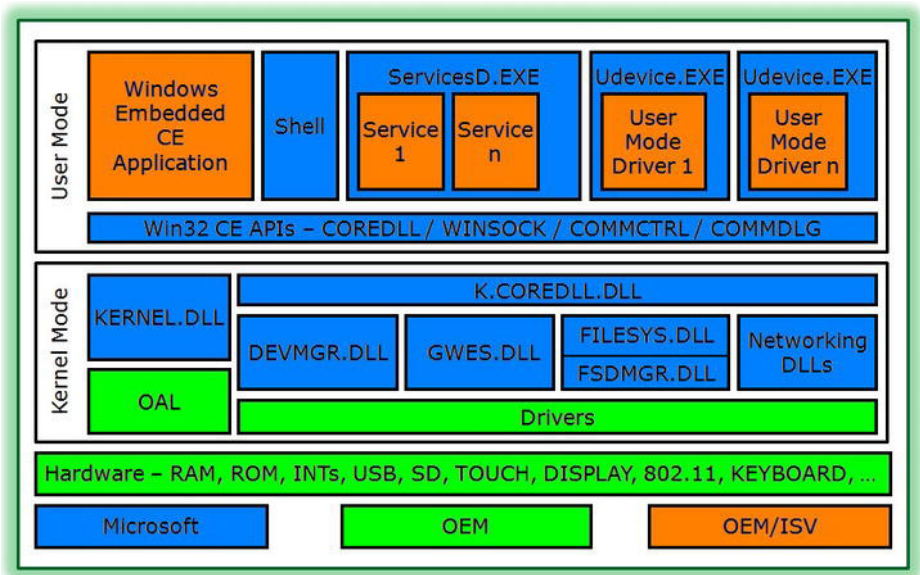 User Mode
Windows
Embedded
CE
Application
Shell
ServicesD.EXE
Service
1
Service
n
Udevice.EXE
User
Mode
Driver 1
Udevice.EXE
User
Mode
Driver n
Win32 CE APIs – COREDLL / WINSOCK / COMMCTRL / COMMDLG
Kernel Mode
KERNEL.DLL
OAL
K.COREDLL.DLL
DEVMGR.DLL
GWES.DLL
FILESYS.DLL
FSDMGR.DLL
Networking
DLLs
Drivers
Hardware – RAM, ROM, INTs, USB, SD, TOUCH, DISPLAY, 802.11, KEYBOARD, ...
Microsoft
OEM
OEM/ISV